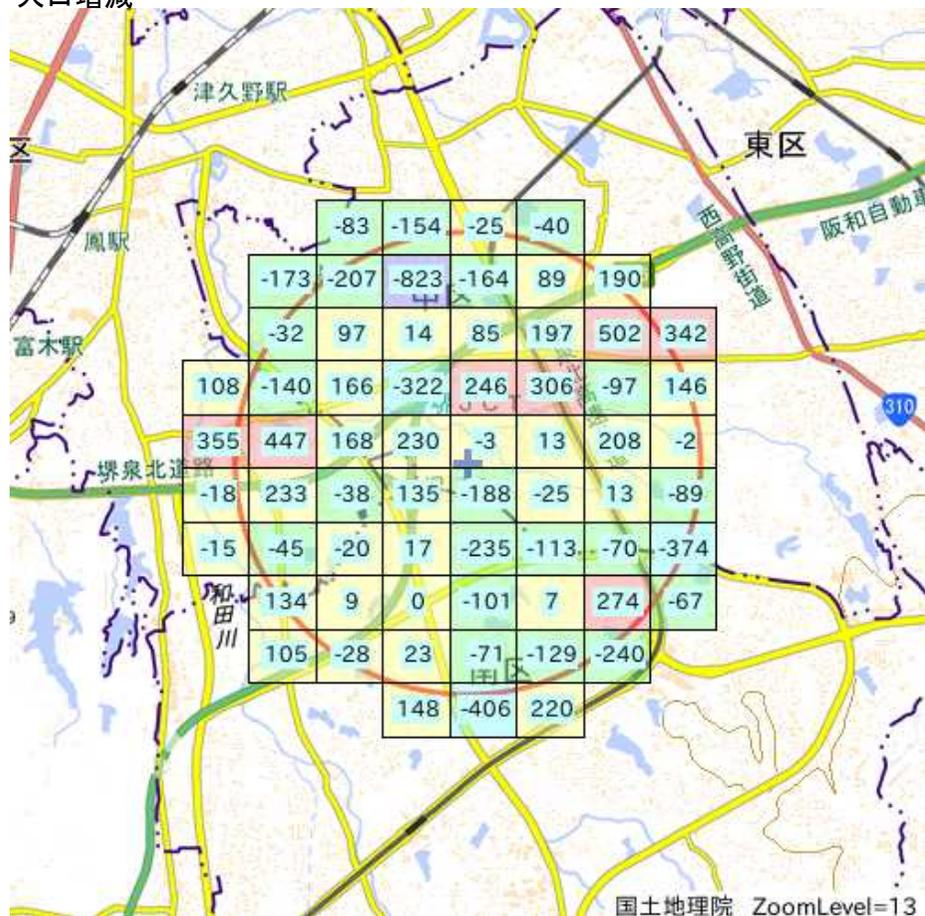 人口増減
津久野駅
区
東区
鳳駅
阪和自動車
西高野街道
富木駅
310
-83 -154 -25 -40
-173 -207 -823 -164 89 190
-32 97 14 85 197 502 342
108 -140 166 -322 246 306 -97 146
355 447 168 230 -3 13 208 -2
堺泉北道路
-18 233 -38 135 -188 -25 13 -89
-15 -45 -20 17 -235 -113 -70 -374
和田川
134 9 0 -101 7 274 -67
105 -28 23 -71 -129 -240
148 -406 220
国土地理院 ZoomLevel=13